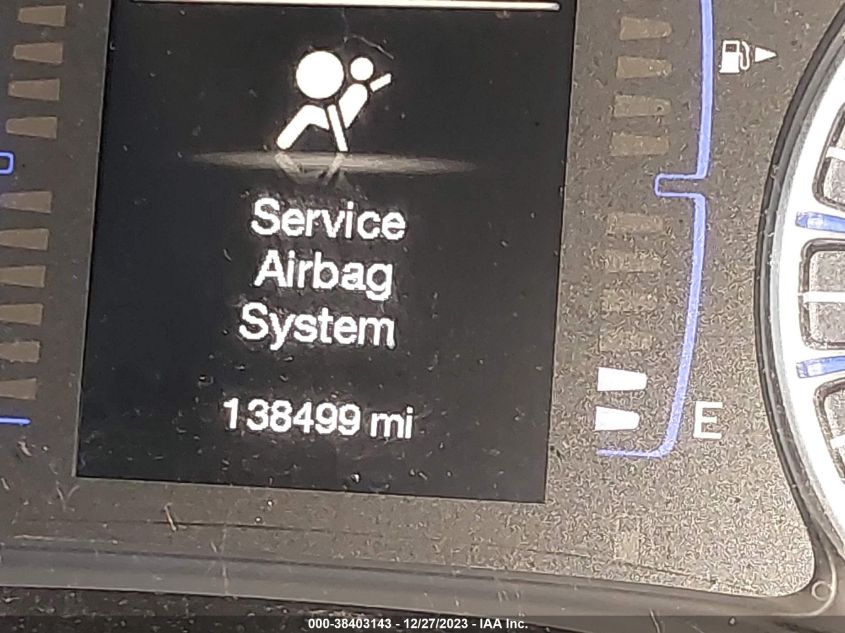 Service
Airbag
System
138499 mi
E
000-38403143 - 12/27/2023 - IAA Inc.